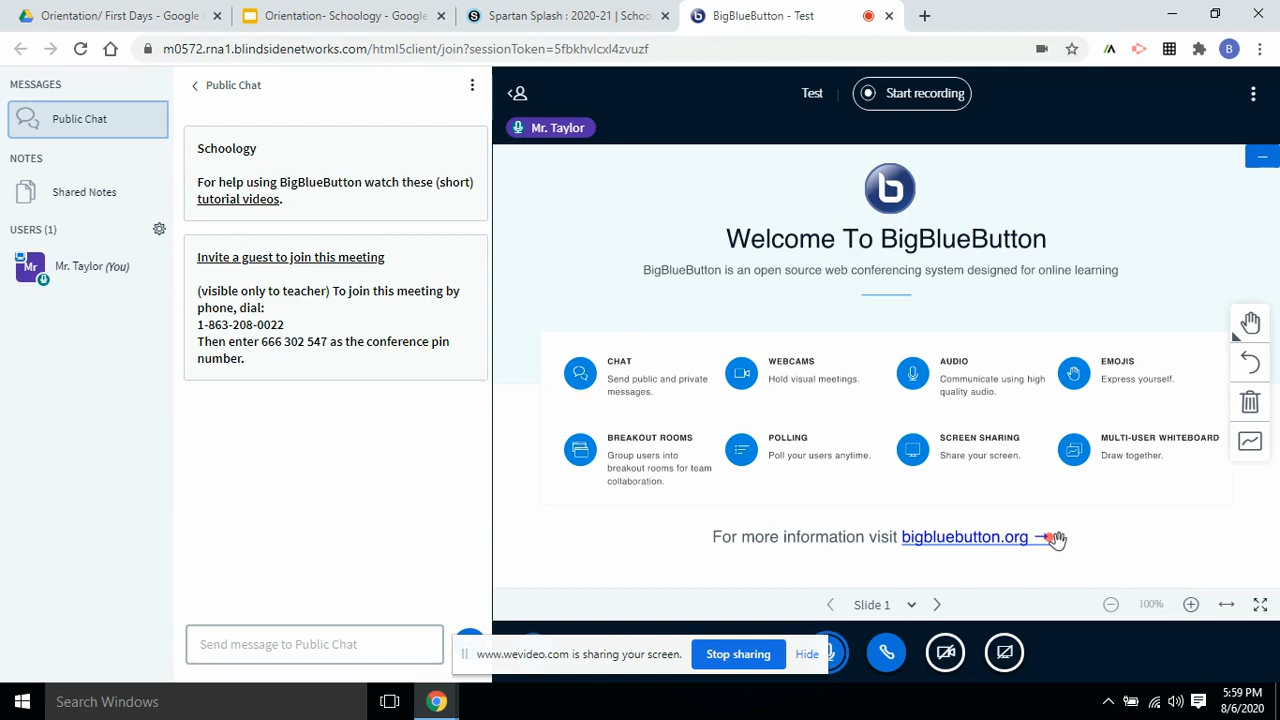 Orientation/ First Days - Google
Orientation- Schoology - Google
Spartan Splash : 2020-21 | Schoo
BigBlueButton - Test
m0572.rna1.blindsidenetworks.com/html5client/join?sessionToken=5fbkhvlcxl4zvuzf
B
MESSAGES
Public Chat
NOTES
Shared Notes
USERS (1)
Mr
Mr. Taylor (You)
Public Chat
Schoology
For help using BigBlueButton watch these (short)
tutorial videos.
Invite a guest to join this meeting
(visible only to teacher) To join this meeting by
phone, dial:
1-863-208-0022
Then enter 666 302 547 as the conference pin
number.
Send message to Public Chat
Test
Start recording
Mr. Taylor
b
Welcome To BigBlueButton
BigBlueButton is an open source web conferencing system designed for online learning
CHAT
Send public and private
messages.
WEBCAMS
Hold visual meetings.
AUDIO
Communicate using high
quality audio.
EMOJIS
Express yourself.
BREAKOUT ROOMS
Group users into
breakout rooms for team
collaboration.
POLLING
Poll your users anytime.
SCREEN SHARING
Share your screen.
MULTI-USER WHITEBOARD
Draw together.
For more information visit bigbluebutton.org →
Slide 1
100%
www.wevideo.com is sharing your screen.
Stop sharing
Hide
Search Windows
5:59 PM
8/6/2020